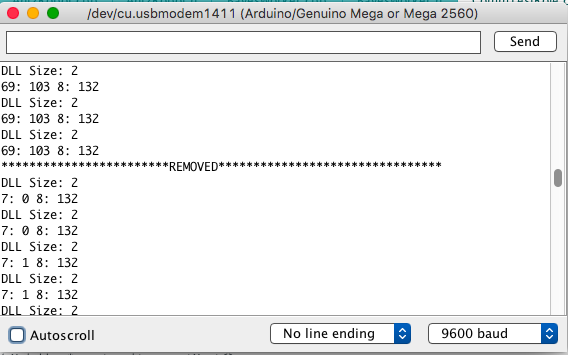 /dev/cu.usbmodem1411 (Arduino/Genuino Mega or Mega 2560)
Send
DLL Size: 2
69: 103 8: 132
DLL Size: 2
69: 103 8: 132
DLL Size: 2
69: 103 8: 132
************************REMOVED********************************
DLL Size: 2
7: 0 8: 132
DLL Size: 2
7: 0 8: 132
DLL Size: 2
7: 1 8: 132
DLL Size: 2
7: 1 8: 132
DLL Size: 2
Autoscroll No line ending 9600 baud